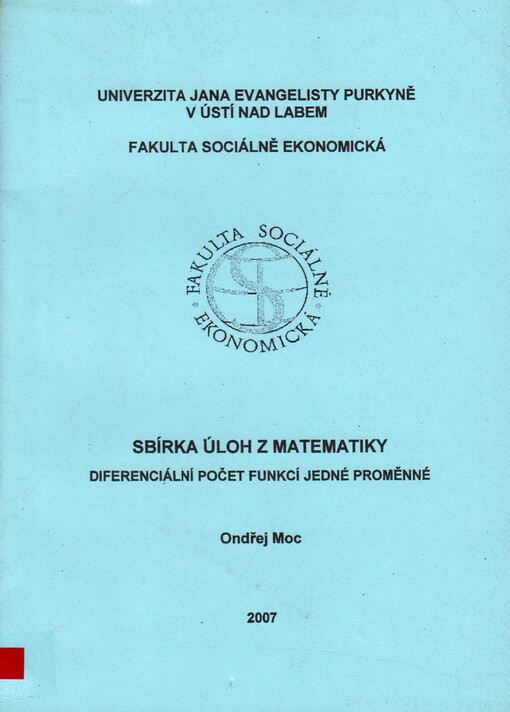 UNIVERZITA JANA EVANGELISTY PURKYNĚ
V ÚSTÍ NAD LABEM
FAKULTA SOCIÁLNĚ EKONOMICKÁ
FAKULTA SOCIÁLNĚ
EKONOMICKÁ
SBÍRKA ÚLOH Z MATEMATIKY
DIFERENCIÁLNÍ POČET FUNKCÍ JEDNÉ PROMĚNNÉ
Ondřej Moc
2007